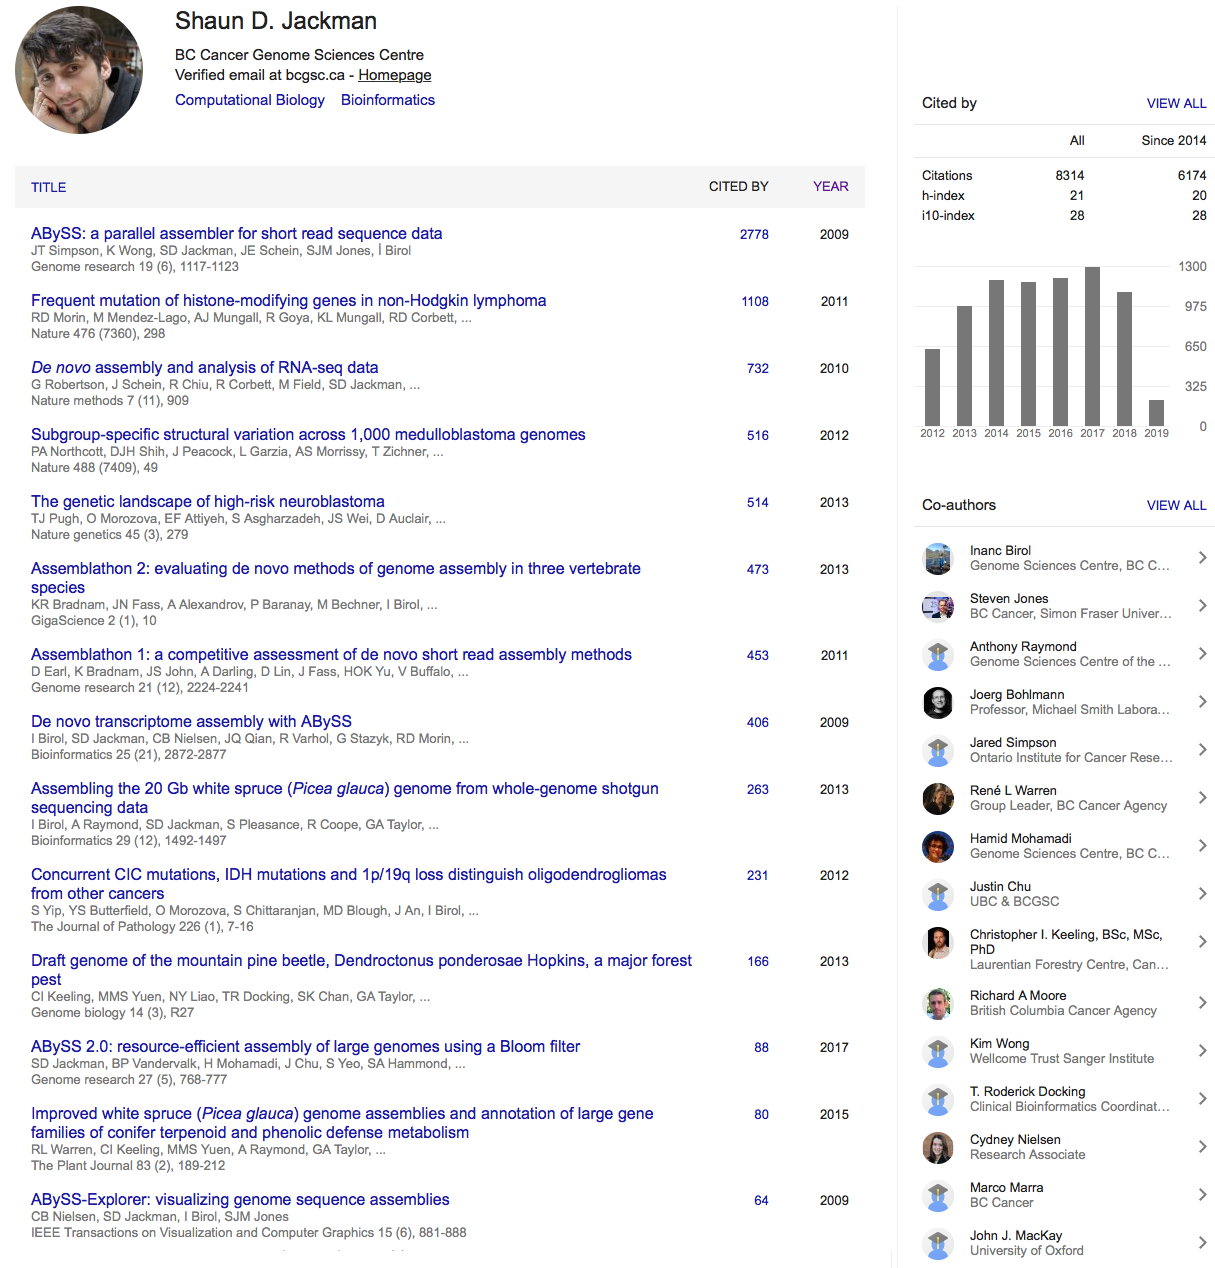 Shaun D. Jackman
BC Cancer Genome Sciences Centre
Verified email at bcgsc.ca - Homepage
Computational Biology Bioinformatics
TITLE CITED BY YEAR
ABySS: a parallel assembler for short read sequence data 2778 2009
JT Simpson, K Wong, SD Jackman, JE Schein, SJM Jones, İ Birol
Genome research 19 (6), 1117-1123
Frequent mutation of histone-modifying genes in non-Hodgkin lymphoma 1108 2011
RD Morin, M Mendez-Lago, AJ Mungall, R Goya, KL Mungall, RD Corbett, ...
Nature 476 (7360), 298
De novo assembly and analysis of RNA-seq data 732 2010
G Robertson, J Schein, R Chiu, R Corbett, M Field, SD Jackman, ...
Nature methods 7 (11), 909
Subgroup-specific structural variation across 1,000 medulloblastoma genomes 516 2012
PA Northcott, DJH Shih, J Peacock, L Garzia, AS Morrissy, T Zichner, ...
Nature 488 (7409), 49
The genetic landscape of high-risk neuroblastoma 514 2013
TJ Pugh, O Morozova, EF Attiyeh, S Asgharzadeh, JS Wei, D Auclair, ...
Nature genetics 45 (3), 279
Assemblathon 2: evaluating de novo methods of genome assembly in three vertebrate 473 2013
species
KR Bradnam, JN Fass, A Alexandrov, P Baranay, M Bechner, I Birol, ...
GigaScience 2 (1), 10
Assemblathon 1: a competitive assessment of de novo short read assembly methods 453 2011
D Earl, K Bradnam, JS John, A Darling, D Lin, J Fass, HOK Yu, V Buffalo, ...
Genome research 21 (12), 2224-2241
De novo transcriptome assembly with ABySS 406 2009
I Birol, SD Jackman, CB Nielsen, JQ Qian, R Varhol, G Stazyk, RD Morin, ...
Bioinformatics 25 (21), 2872-2877
Assembling the 20 Gb white spruce (Picea glauca) genome from whole-genome shotgun 263 2013
sequencing data
I Birol, A Raymond, SD Jackman, S Pleasance, R Coope, GA Taylor, ...
Bioinformatics 29 (12), 1492-1497
Concurrent CIC mutations, IDH mutations and 1p/19q loss distinguish oligodendrogliomas 231 2012
from other cancers
S Yip, YS Butterfield, O Morozova, S Chittaranjan, MD Blough, J An, I Birol, ...
The Journal of Pathology 226 (1), 7-16
Draft genome of the mountain pine beetle, Dendroctonus ponderosae Hopkins, a major forest 166 2013
pest
CI Keeling, MMS Yuen, NY Liao, TR Docking, SK Chan, GA Taylor, ...
Genome biology 14 (3), R27
ABySS 2.0: resource-efficient assembly of large genomes using a Bloom filter 88 2017
SD Jackman, BP Vandervalk, H Mohamadi, J Chu, S Yeo, SA Hammond, ...
Genome research 27 (5), 768-777
Improved white spruce (Picea glauca) genome assemblies and annotation of large gene 80 2015
families of conifer terpenoid and phenolic defense metabolism
RL Warren, CI Keeling, MMS Yuen, A Raymond, GA Taylor, ...
The Plant Journal 83 (2), 189-212
ABySS-Explorer: visualizing genome sequence assemblies 64 2009
CB Nielsen, SD Jackman, I Birol, SJM Jones
IEEE Transactions on Visualization and Computer Graphics 15 (6), 881-888
Cited by VIEW ALL
All Since 2014
Citations 8314 6174
h-index 21 20
i10-index 28 28
1300
975
650
325
0
2012 2013 2014 2015 2016 2017 2018 2019
Co-authors VIEW ALL
Inanc Birol
Genome Sciences Centre, BC C...
Steven Jones
BC Cancer, Simon Fraser Univer...
Anthony Raymond
Genome Sciences Centre of the ...
Joerg Bohlmann
Professor, Michael Smith Labora...
Jared Simpson
Ontario Institute for Cancer Rese...
René L Warren
Group Leader, BC Cancer Agency
Hamid Mohamadi
Genome Sciences Centre, BC C...
Justin Chu
UBC & BCGSC
Christopher I. Keeling, BSc, MSc,
PhD
Laurentian Forestry Centre, Can...
Richard A Moore
British Columbia Cancer Agency
Kim Wong
Wellcome Trust Sanger Institute
T. Roderick Docking
Clinical Bioinformatics Coordinat...
Cydney Nielsen
Research Associate
Marco Marra
BC Cancer
John J. MacKay
University of Oxford